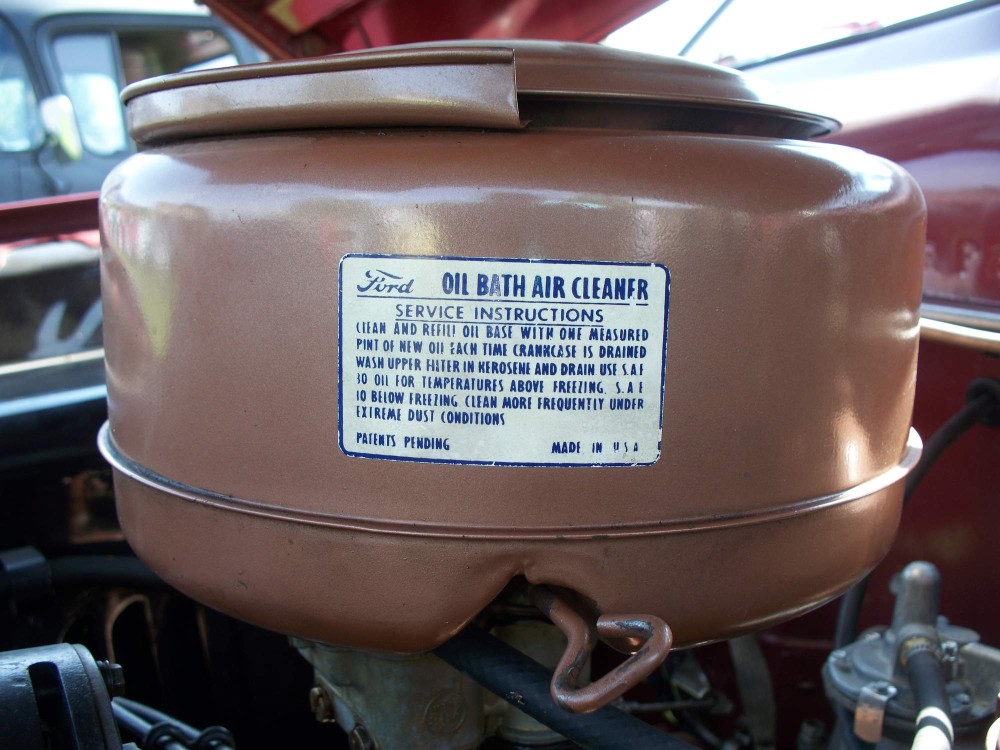 Ford OIL BATH AIR CLEANER
SERVICE INSTRUCTIONS
CLEAN AND REFILL OIL BASE WITH ONE MEASURED
PINT OF NEW OIL EACH TIME CRANKCASE IS DRAINED
WASH UPPER FILTER IN KEROSENE AND DRAIN USE S.A.E
30 OIL FOR TEMPERATURES ABOVE FREEZING. S.A.E
10 BELOW FREEZING. CLEAN MORE FREQUENTLY UNDER
EXTREME DUST CONDITIONS
PATENTS PENDING MADE IN U S A